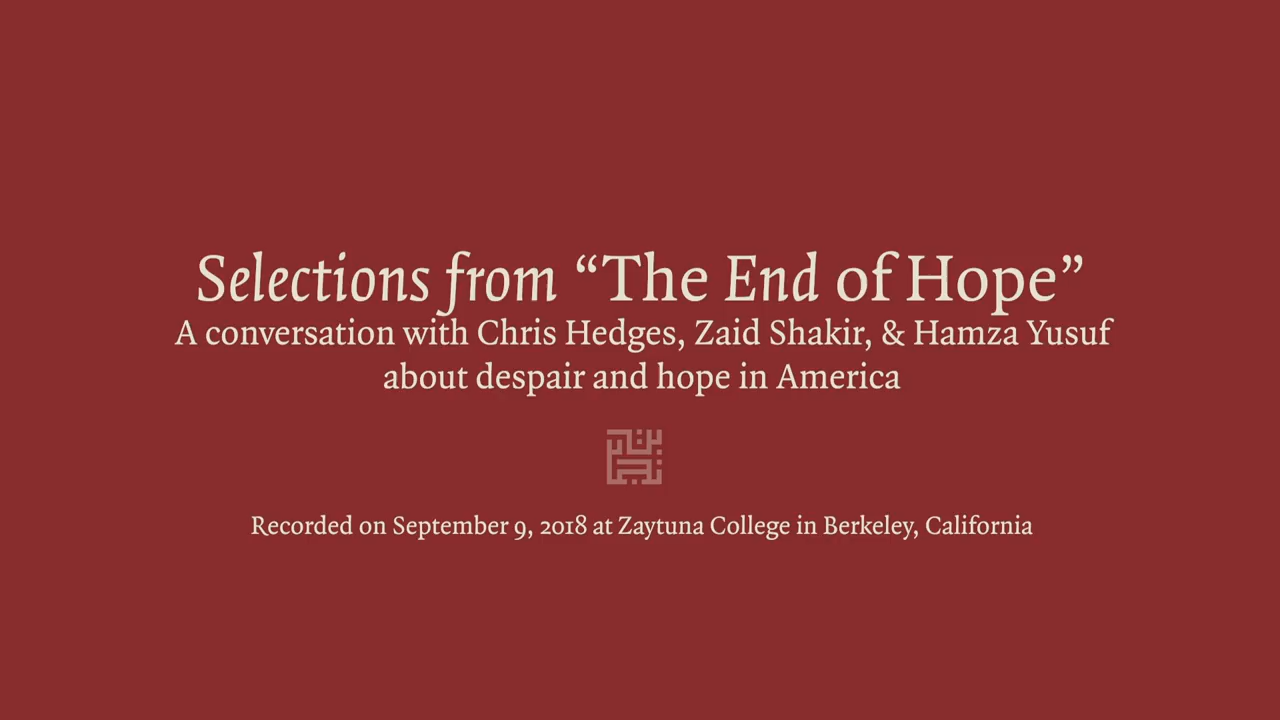 Selections from “The End of Hope”
A conversation with Chris Hedges, Zaid Shakir, & Hamza Yusuf
about despair and hope in America
Recorded on September 9, 2018 at Zaytuna College in Berkeley, California